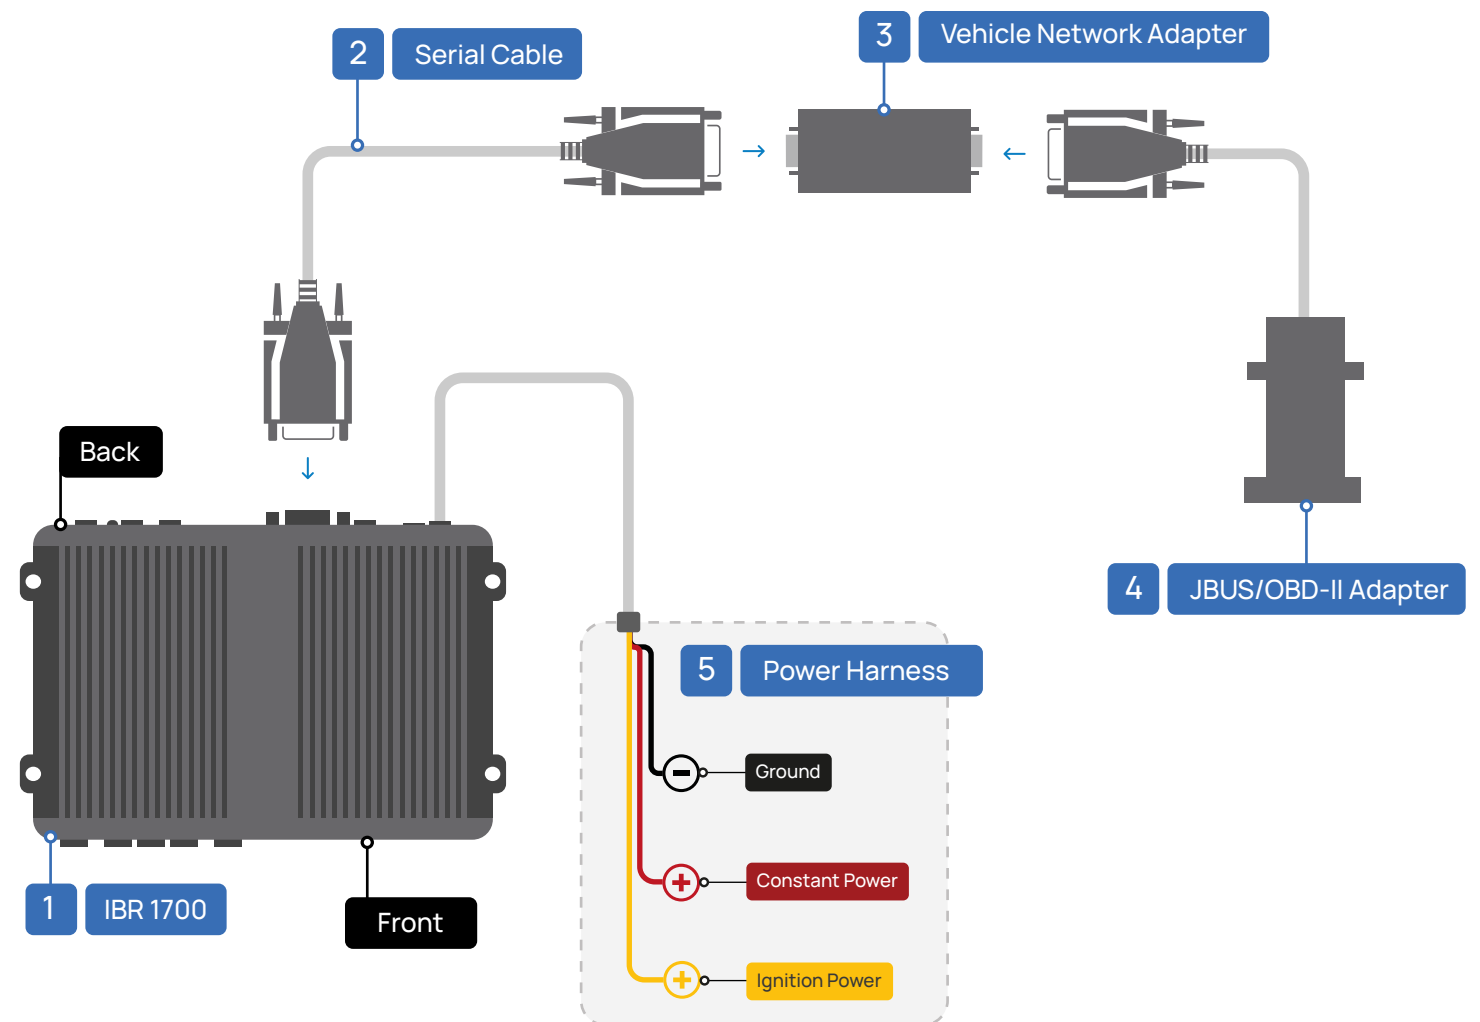 2 Serial Cable
3 Vehicle Network Adapter
Back
4 JBUS/OBD-II Adapter
5 Power Harness
Ground
Constant Power
1 IBR 1700
Front
Ignition Power